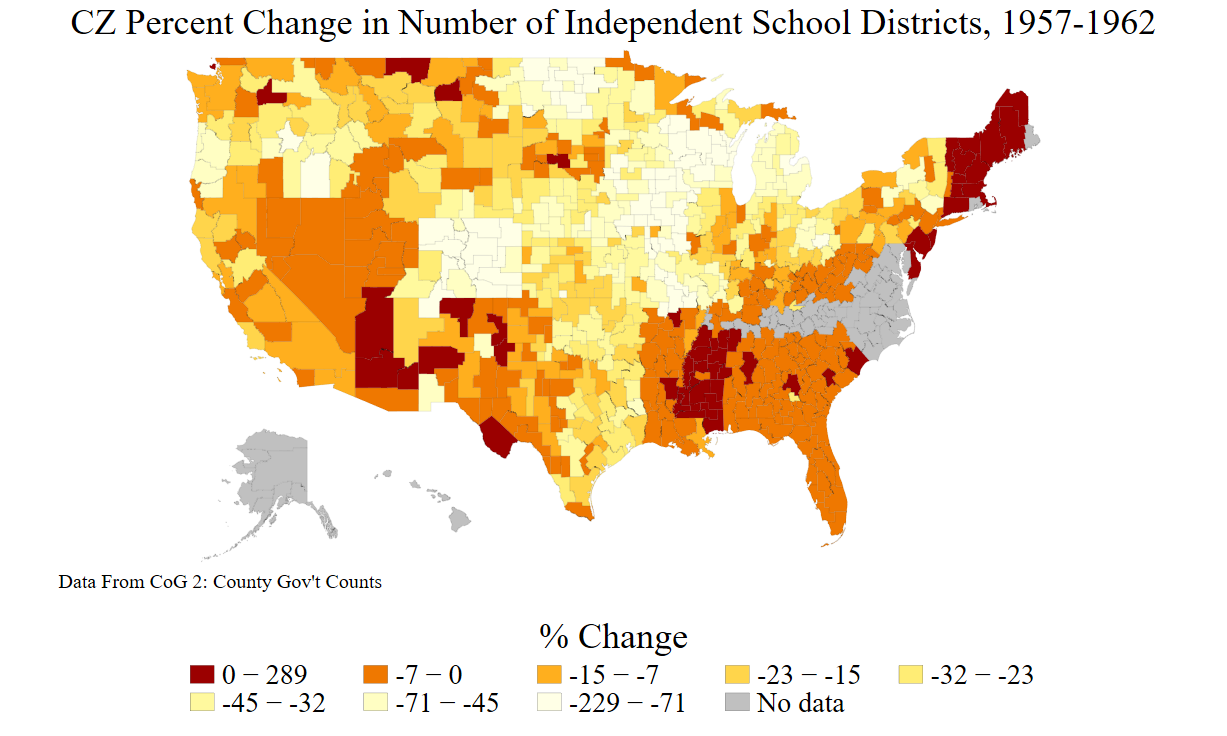 CZ Percent Change in Number of Independent School Districts, 1957-1962
Data From CoG 2: County Gov't Counts
% Change
0 − 289 -7 − 0 -15 − -7 -23 − -15 -32 − -23
-45 − -32 -71 − -45 -229 − -71 No data